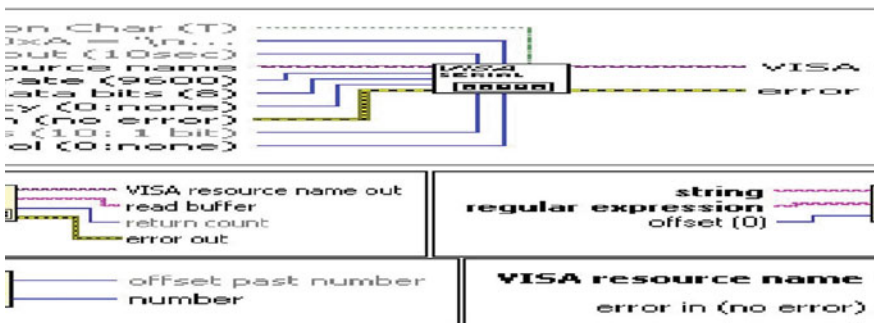 on Char (T)
0xA = '\n...
out (10sec)
ource name
rate (9600)
ata bits (8)
y (0:none)
n (no error)
s (10: 1 bit)
ol (0:none)
VISA
SERIAL
VISA
error
VISA resource name out
read buffer
return count
error out
string
regular expression
offset (0)
offset past number
number
VISA resource name
error in (no error)